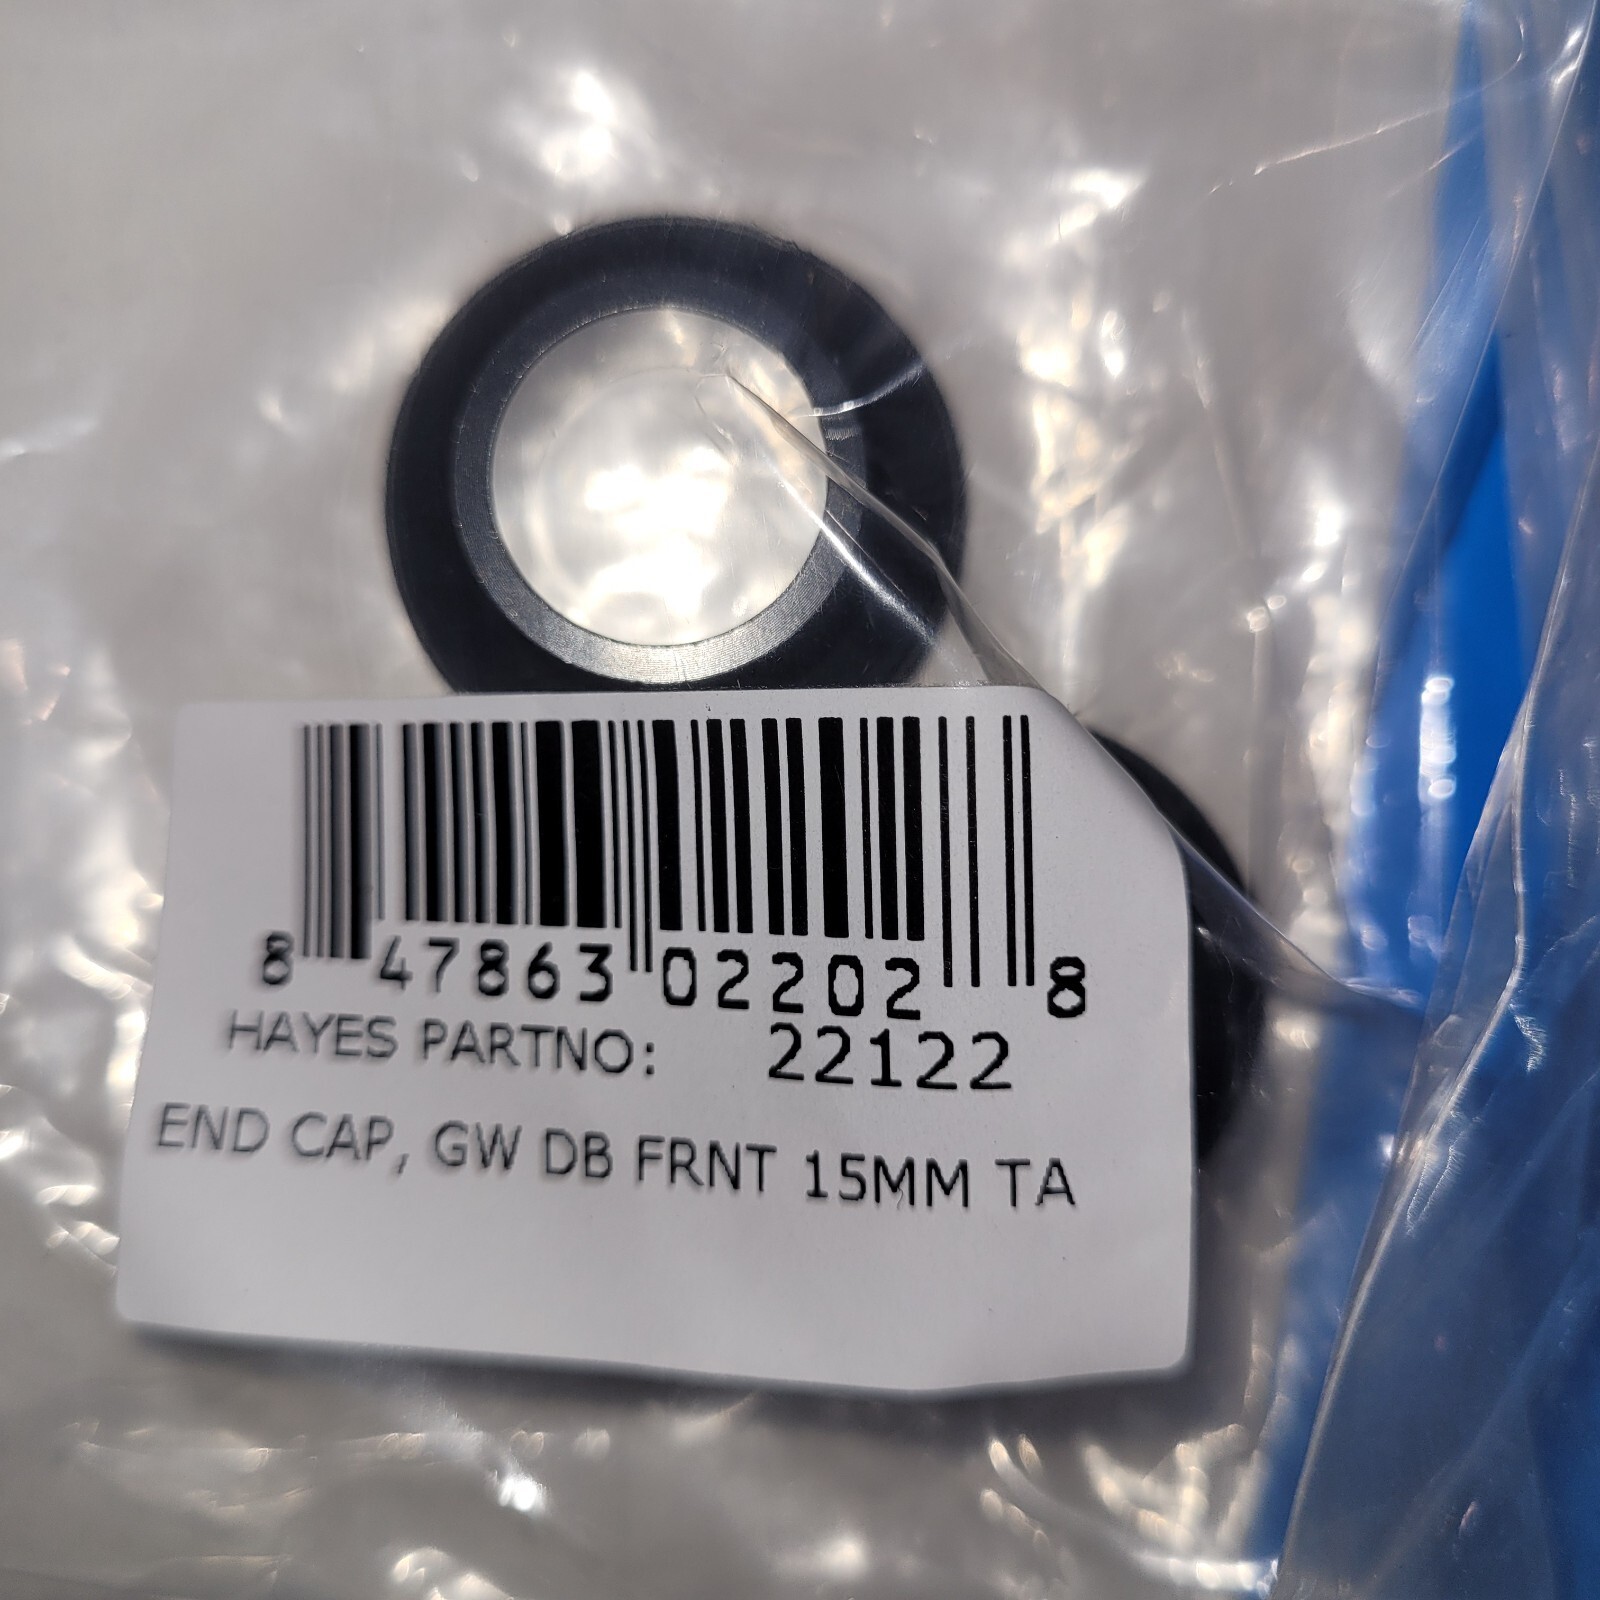 8 47863 02202 8
HAYES PARTNO: 22122
END CAP, GW DB FRNT 15MM TA